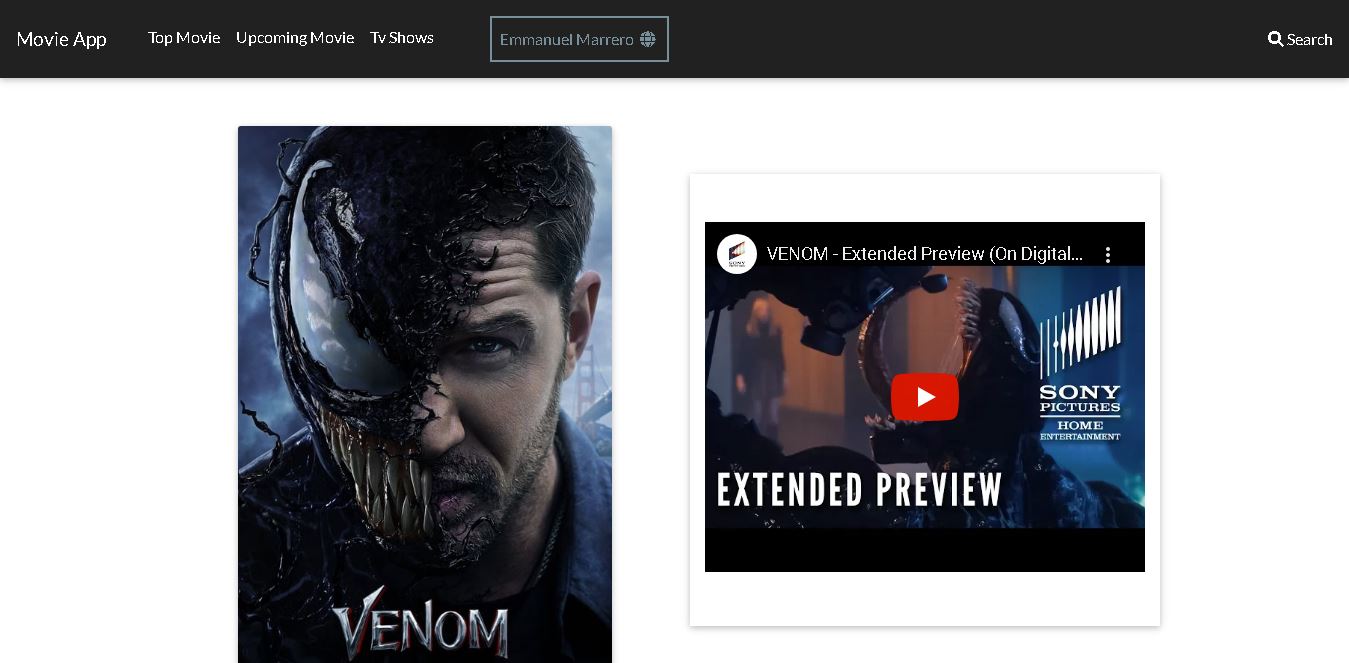 Movie App
Top Movie
Upcoming Movie
Tv Shows
Emmanuel Marrero
Search
VENOM
VENOM - Extended Preview (On Digital...
SONY
PICTURES
HOME
ENTERTAINMENT
EXTENDED PREVIEW